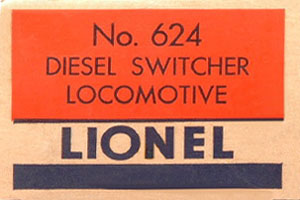 No. 624
DIESEL SWITCHER
LOCOMOTIVE
LIONEL